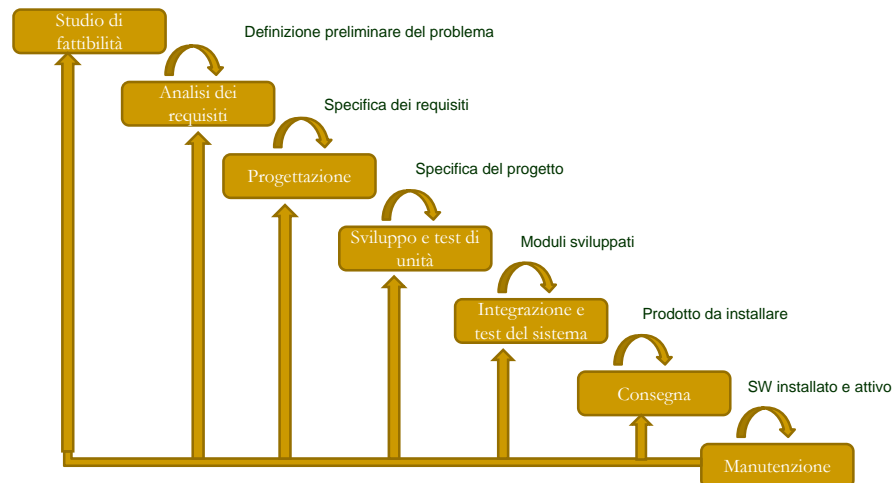 Studio di
fattibilità
Definizione preliminare del problema
Analisi dei
requisiti
Specifica dei requisiti
Progettazione
Specifica del progetto
Sviluppo e test di
unità
Moduli sviluppati
Integrazione e
test del sistema
Prodotto da installare
Consegna
SW installato e attivo
Manutenzione